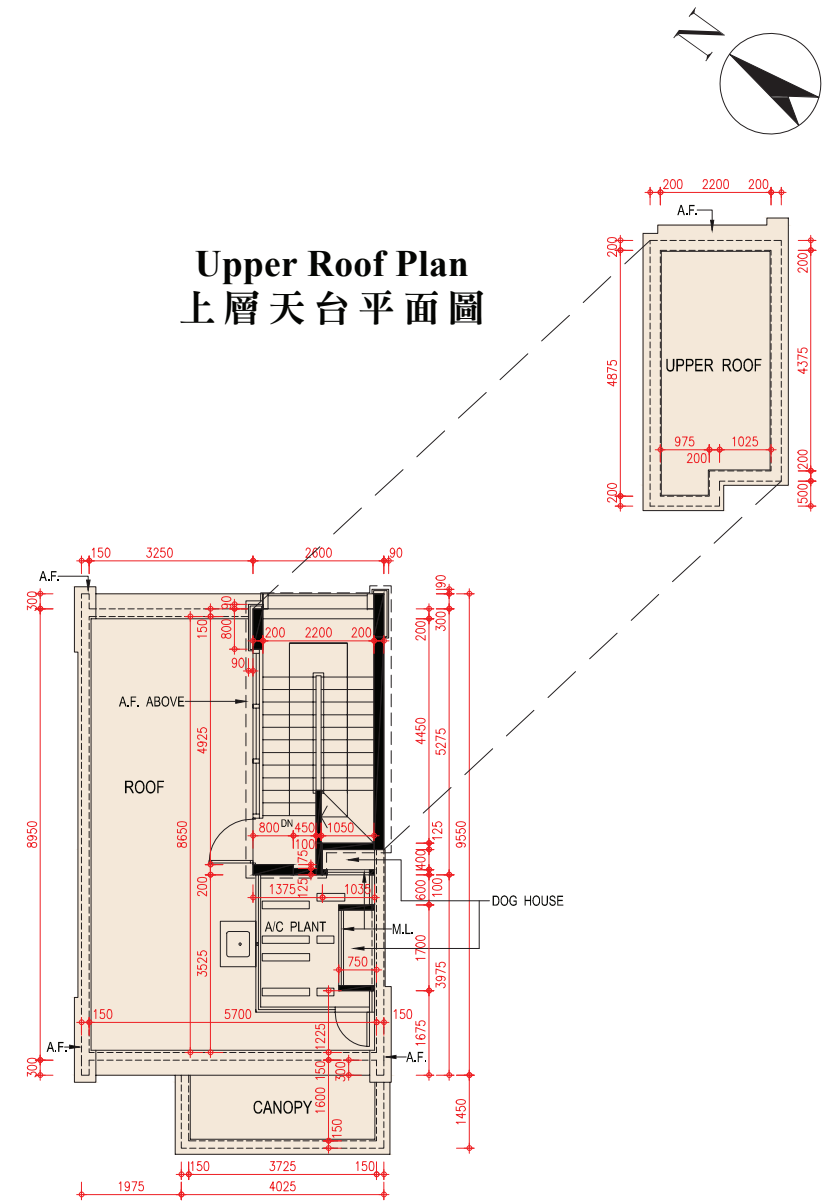 N
200 2200 200
A.F.
200
200
Upper Roof Plan
上層天台平面圖
4875
4375
UPPER ROOF
975
1025
200
200
200
500
150 3250 2600 90
A.F.
300
90
90
300
150
800
200
200 2200 200
90
A.F. ABOVE
4925
4450
5275
ROOF
8950
8650
9550
800 DN 450 1050
100
125
75
125
400
200
600
100
1375
1035
DOG HOUSE
A/C PLANT
M.L.
3525
1700
3975
750
150 5700 150
1225
1675
A.F.
A.F.
300
150
300
1600
CANOPY
1450
150
150 3725 150
1975 4025